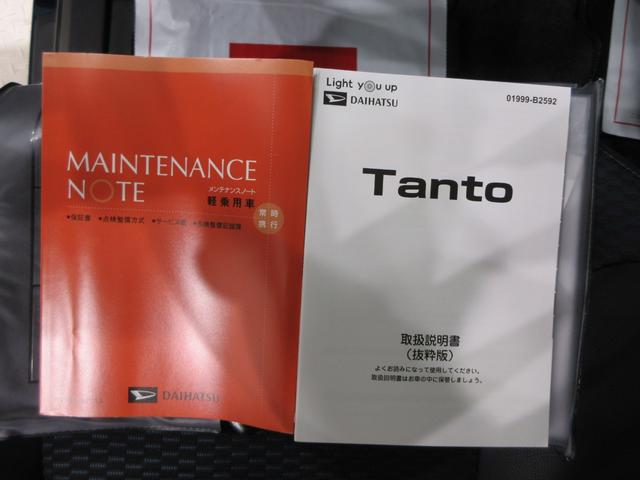 MAINTENANCE
NOTE
メンテナンスノート
軽乗用車
常時
携行
●保証書 ●点検整備方式 ●サービス
DAIHATSU
Light you up
DAIHATSU
01999-B2592
Tanto
取扱説明書
（抜粋版）
よくお読みになって使用してください。
取扱説明書はお車の中に保管しましょう。